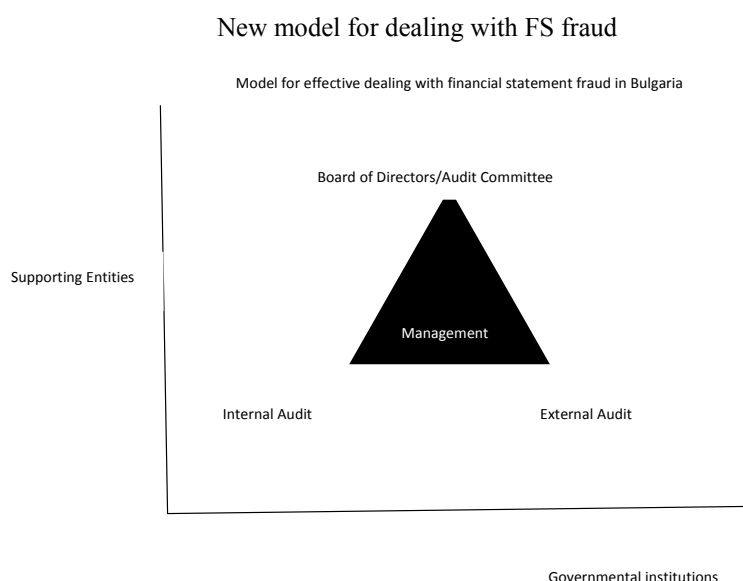 New model for dealing with FS fraud
Model for effective dealing with financial statement fraud in Bulgaria
Board of Directors/Audit Committee
Supporting Entities
Management
Internal Audit
External Audit
Governmental institutions